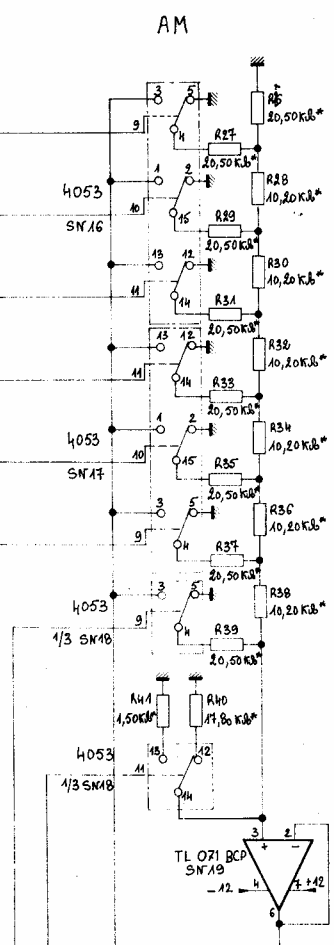 AM
3 5
9
4
20,50KΩ*
R27
20,50KΩ*
R28
10,20KΩ*
1 2
4053
10
SN16
15
R29
20,50KΩ*
R30
10,20KΩ*
13 12
11
14
R31
20,50KΩ*
R32
10,20KΩ*
13 12
11
14
R33
20,50KΩ*
R34
10,20KΩ*
1 2
4053
10
SN17
15
R35
20,50KΩ*
R36
10,20KΩ*
3 5
9
4
R37
20,50KΩ*
R38
10,20KΩ*
3 5
4053
9
1/3 SN18
4
R39
20,50KΩ*
R41
1,50KΩ*
R40
17,80KΩ*
13 12
4053
11
1/3 SN18
14
3 2
+ -
TL 071 BCP
SN19
-12 4 7 +12
6